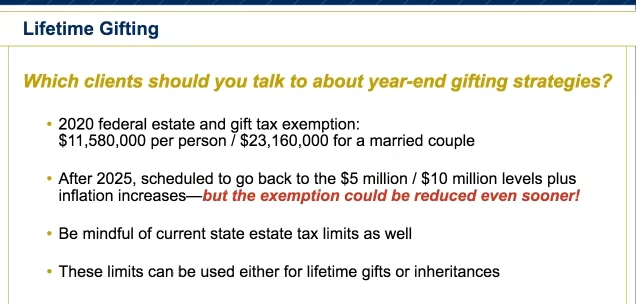 Lifetime Gifting
Which clients should you talk to about year-end gifting strategies?
• 2020 federal estate and gift tax exemption:
$11,580,000 per person / $23,160,000 for a married couple
• After 2025, scheduled to go back to the $5 million / $10 million levels plus
inflation increases—but the exemption could be reduced even sooner!
• Be mindful of current state estate tax limits as well
• These limits can be used either for lifetime gifts or inheritances